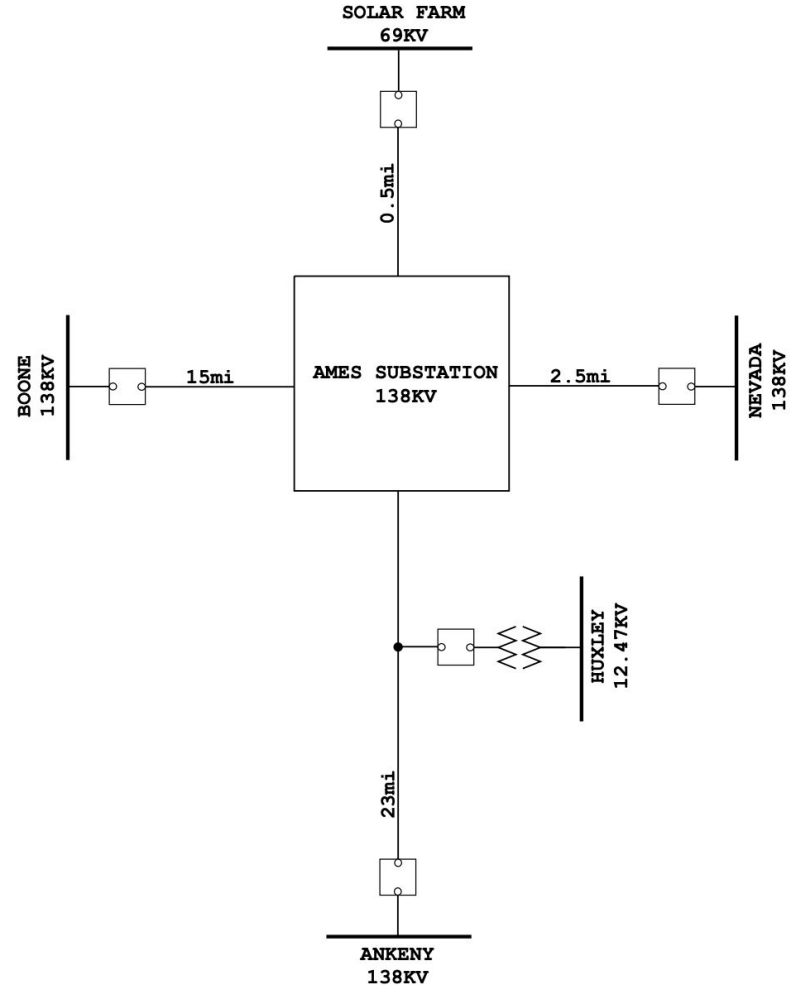 SOLAR FARM
69KV
0.5mi
BOONE
138KV
15mi
AMES SUBSTATION
138KV
2.5mi
NEVADA
138KV
HUXLEY
12.47KV
23mi
ANKENY
138KV